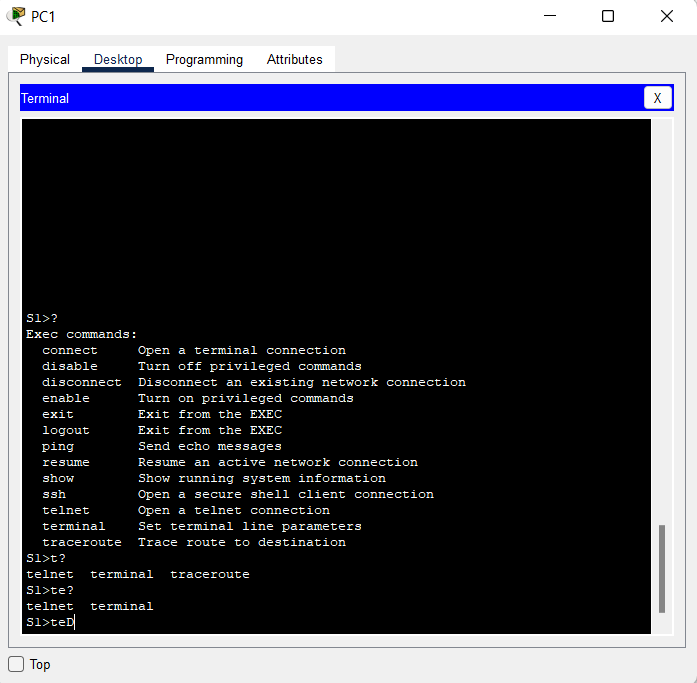 PC1
Physical Desktop Programming Attributes
Terminal X
S1>?
Exec commands:
  connect     Open a terminal connection
  disable     Turn off privileged commands
  disconnect  Disconnect an existing network connection
  enable      Turn on privileged commands
  exit        Exit from the EXEC
  logout      Exit from the EXEC
  ping        Send echo messages
  resume      Resume an active network connection
  show        Show running system information
  ssh         Open a secure shell client connection
  telnet      Open a telnet connection
  terminal    Set terminal line parameters
  traceroute  Trace route to destination
S1>t?
telnet  terminal  traceroute
S1>te?
telnet  terminal
S1>teD
Top